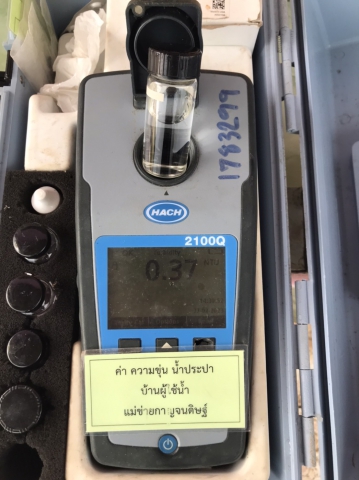 1783299
HACH
2100Q
0.37
NTU
ค่า ความขุ่น น้ำประปา
บ้านผู้ใช้น้ำ
แม่ข่ายกาญจนดิษฐ์